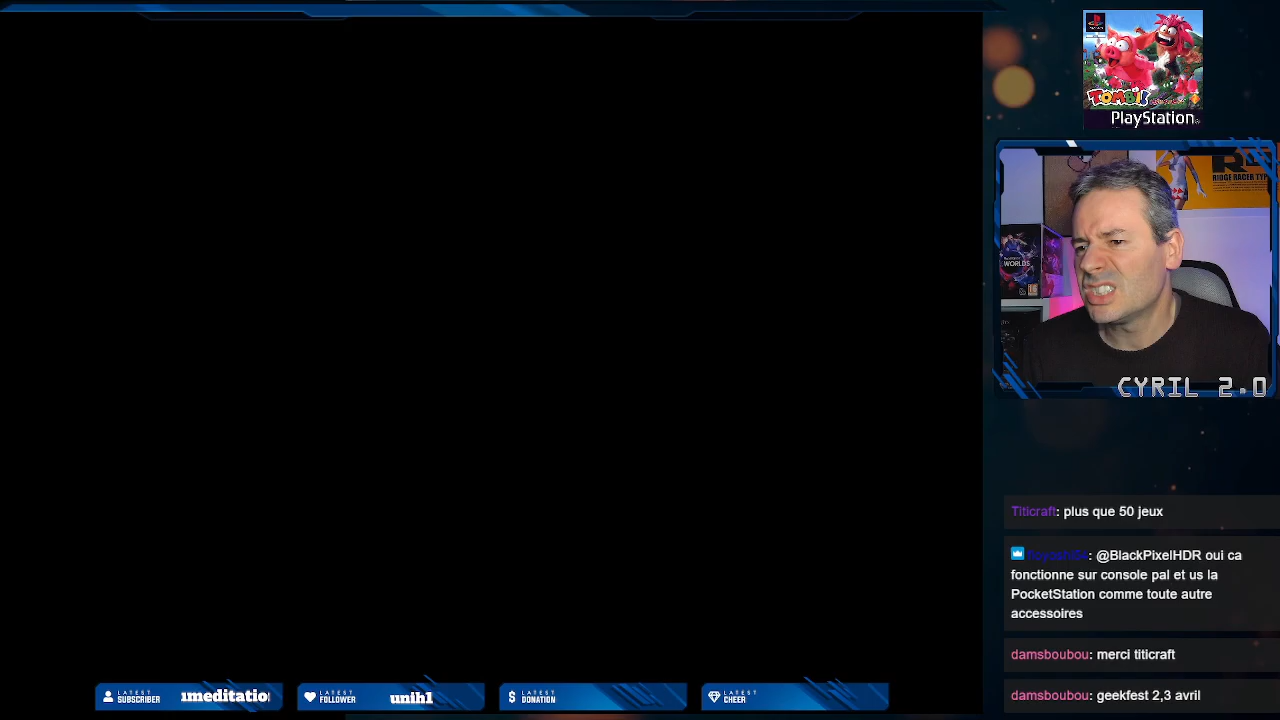 TOMBI!
PlayStation
RIDGE RACER TYPE
WORLDS
CYRIL 2.0
Titicraft: plus que 50 jeux
: @BlackPixelHDR oui ca
fonctionne sur console pal et us la
PocketStation comme toute autre
accessoires
damsboubou: merci titicraft
damsboubou: geekfest 2,3 avril
LATEST
SUBSCRIBER
1meditatio
LATEST
FOLLOWER
unih1
LATEST
DONATION
LATEST
CHEER